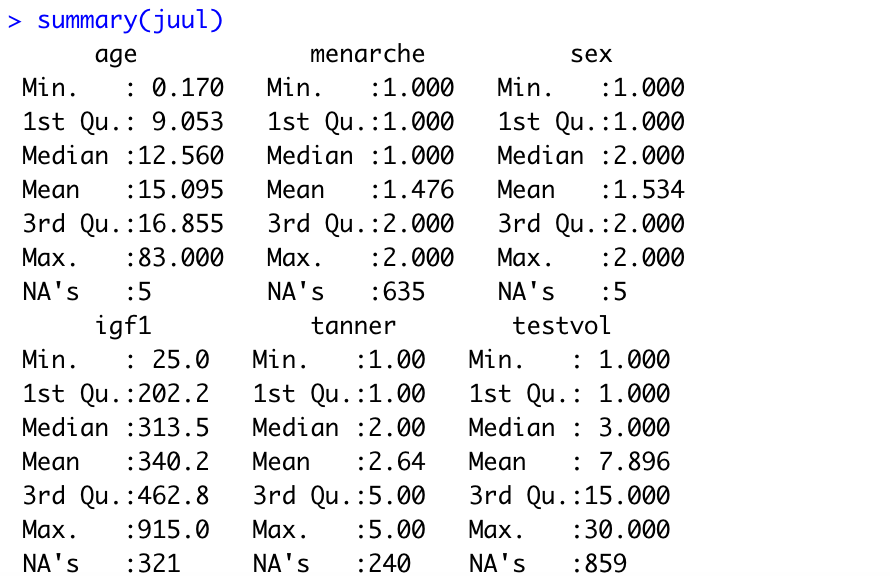 > summary(juul)
      age            menarche          sex
 Min.   : 0.170   Min.   :1.000   Min.   :1.000
 1st Qu.: 9.053   1st Qu.:1.000   1st Qu.:1.000
 Median :12.560   Median :1.000   Median :2.000
 Mean   :15.095   Mean   :1.476   Mean   :1.534
 3rd Qu.:16.855   3rd Qu.:2.000   3rd Qu.:2.000
 Max.   :83.000   Max.   :2.000   Max.   :2.000
 NA's   :5        NA's   :635     NA's   :5
      igf1           tanner        testvol
 Min.   : 25.0   Min.   :1.00   Min.   : 1.000
 1st Qu.:202.2   1st Qu.:1.00   1st Qu.: 1.000
 Median :313.5   Median :2.00   Median : 3.000
 Mean   :340.2   Mean   :2.64   Mean   : 7.896
 3rd Qu.:462.8   3rd Qu.:5.00   3rd Qu.:15.000
 Max.   :915.0   Max.   :5.00   Max.   :30.000
 NA's   :321     NA's   :240    NA's   :859